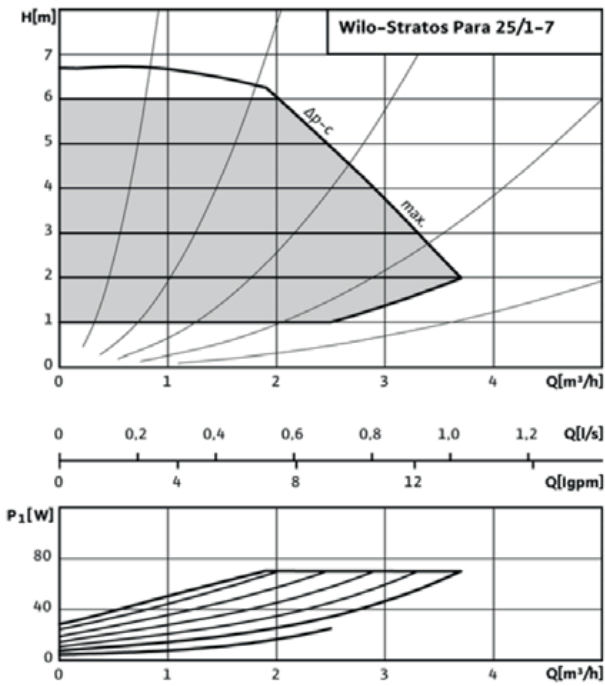 H[m]
Wilo-Stratos Para 25/1-7
7
6
5
4
3
2
1
0
Δp-c
max.
0 1 2 3 4 Q[m³/h]
0 0,2 0,4 0,6 0,8 1,0 1,2 Q[l/s]
0 4 8 12 Q[Igpm]
P₁[W]
80
40
0
0 1 2 3 4 Q[m³/h]